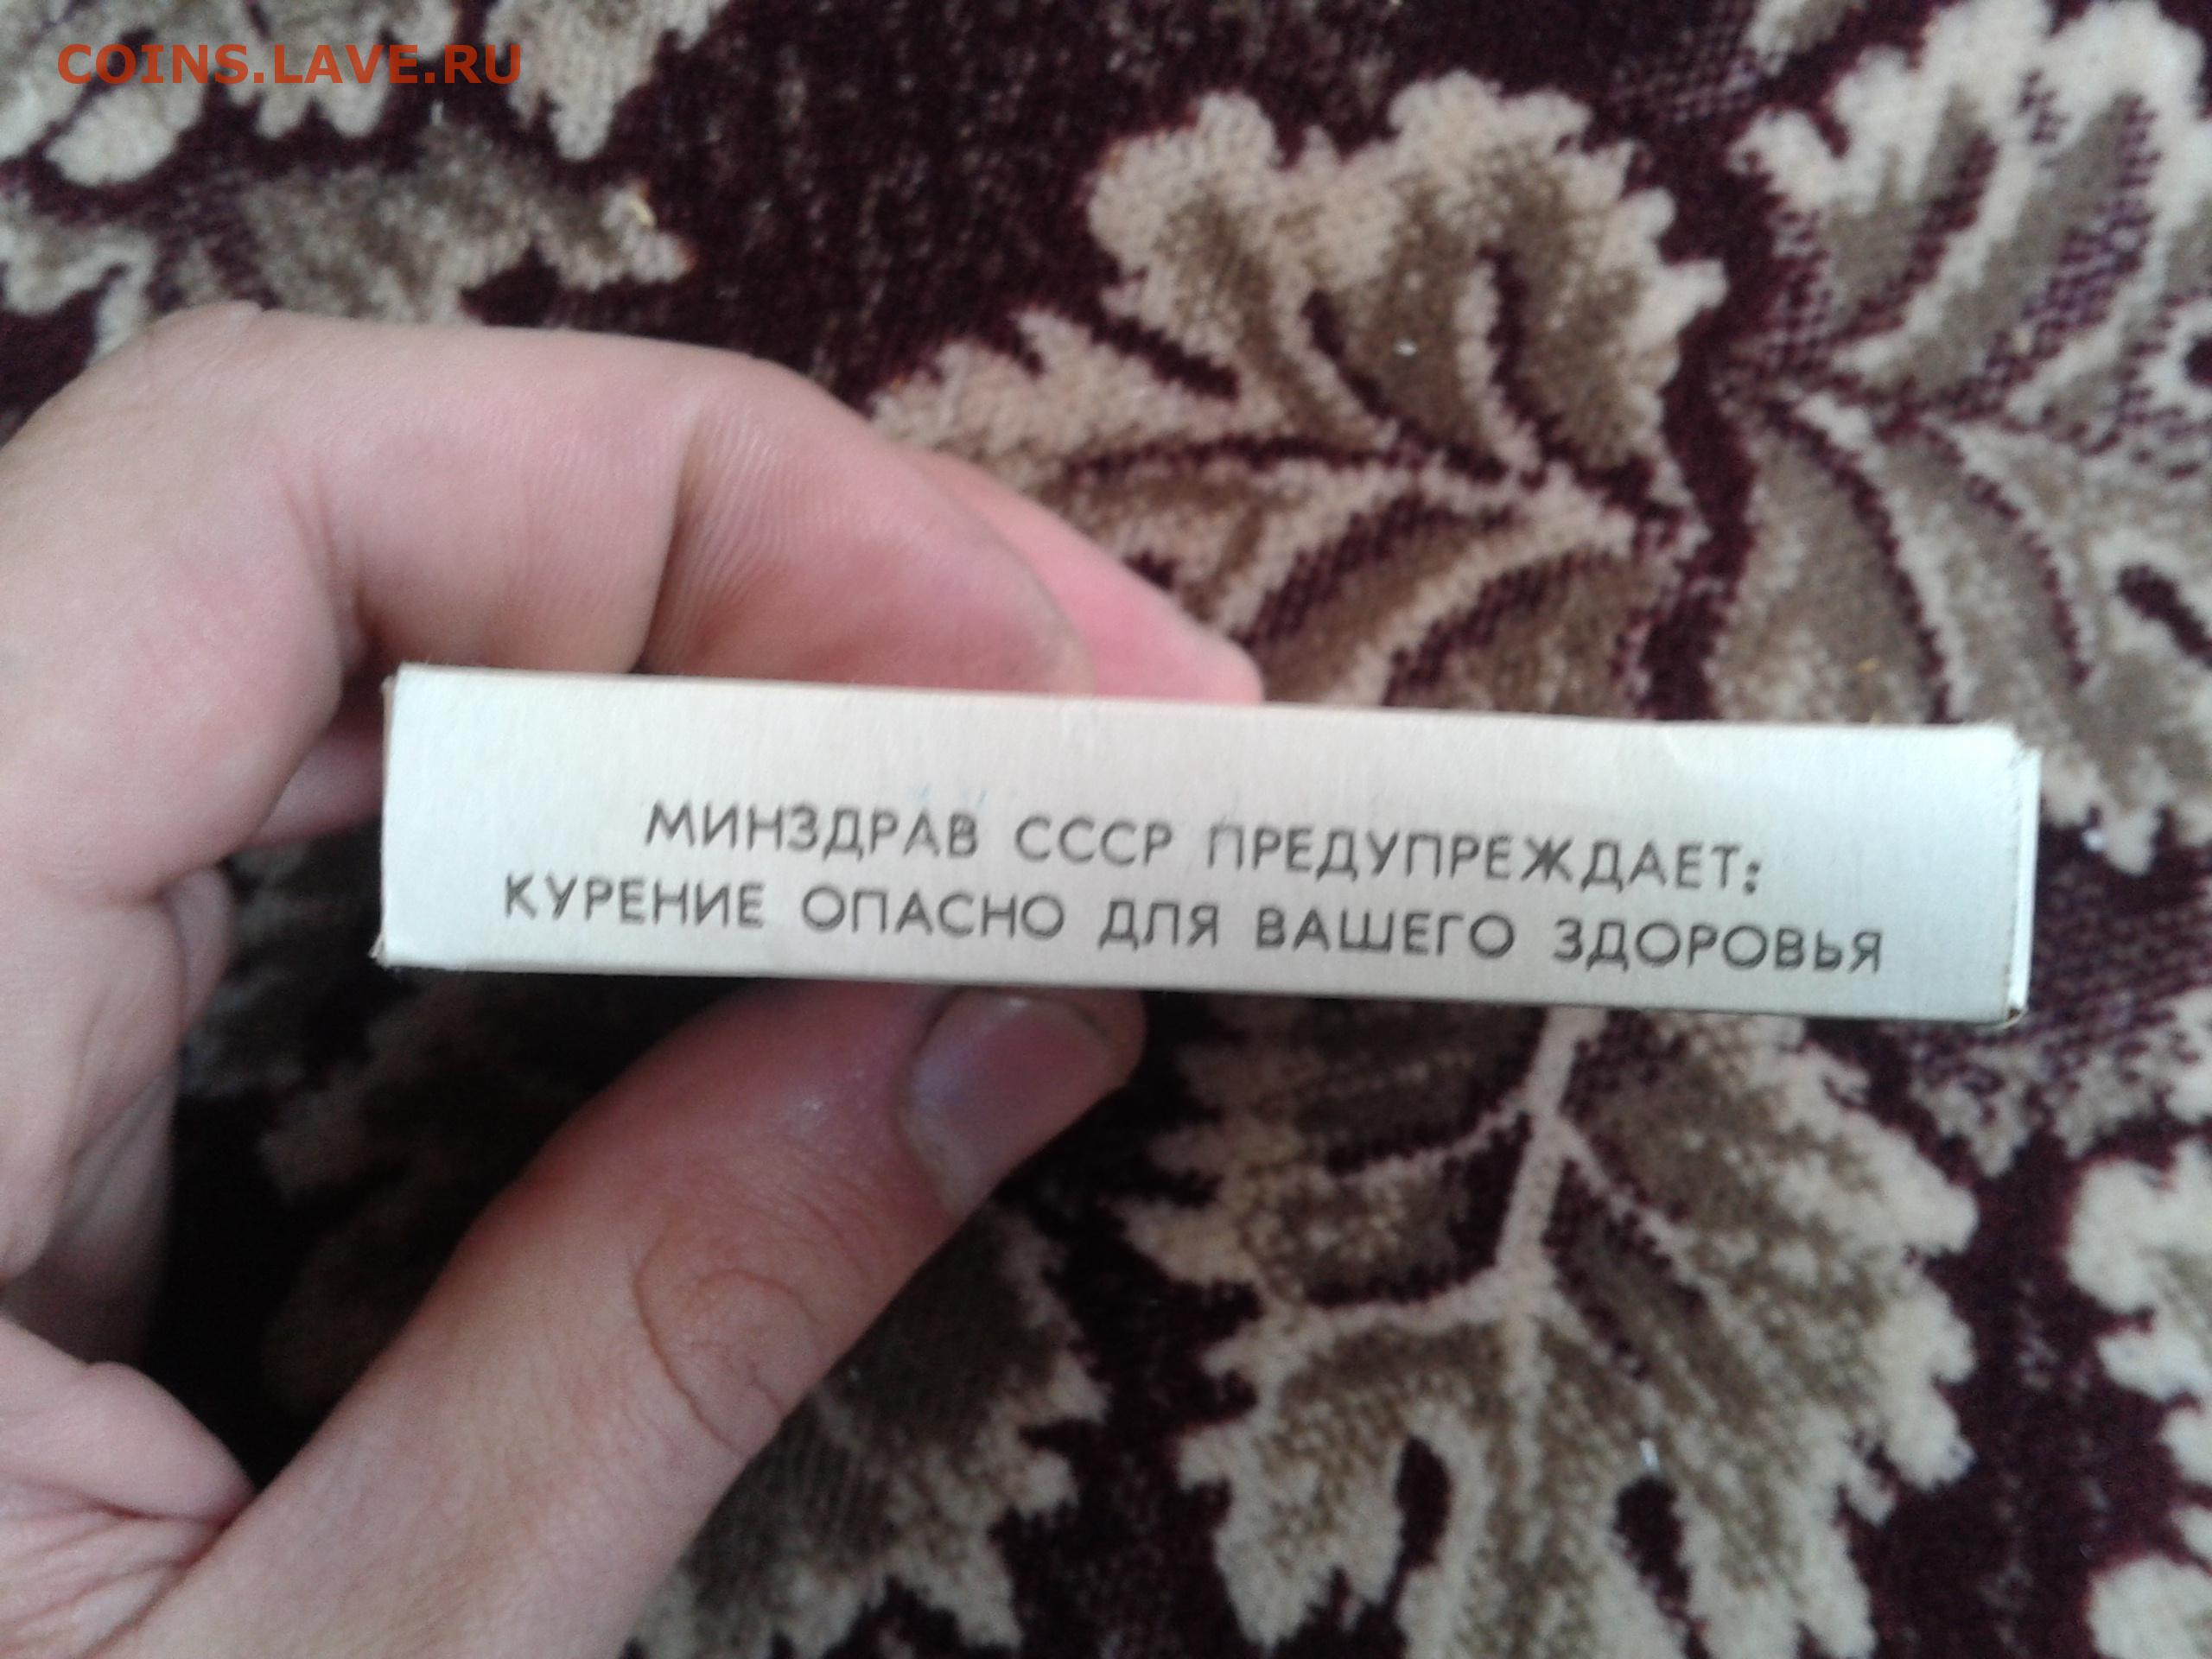 COINS.LAVE.RU
МИНЗДРАВ СССР ПРЕДУПРЕЖДАЕТ:
КУРЕНИЕ ОПАСНО ДЛЯ ВАШЕГО ЗДОРОВЬЯ